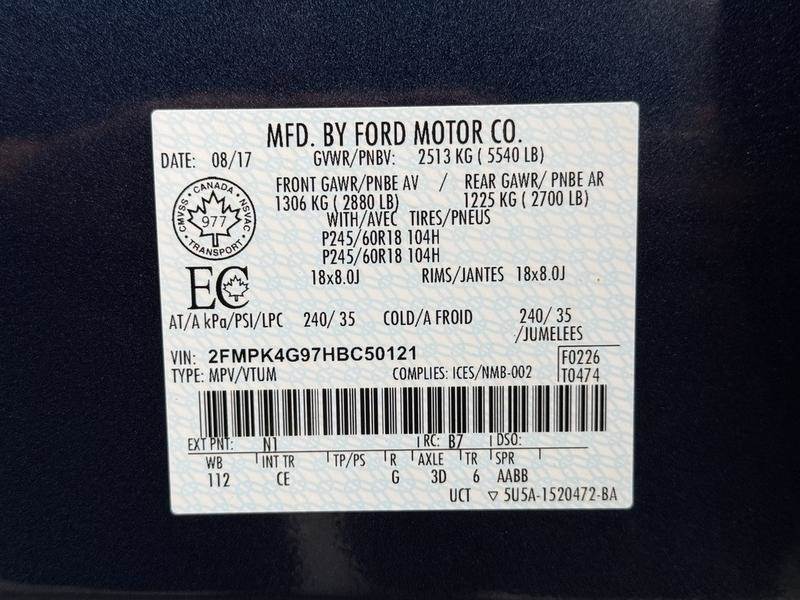 MFD. BY FORD MOTOR CO.
DATE: 08/17 GVWR/PNBV: 2513 KG ( 5540 LB)
FRONT GAWR/PNBE AV / REAR GAWR/ PNBE AR
1306 KG ( 2880 LB) 1225 KG ( 2700 LB)
WITH/AVEC TIRES/PNEUS
P245/60R18 104H
P245/60R18 104H
18x8.0J RIMS/JANTES 18x8.0J
CANADA
CMVSS NSVAC
977
TRANSPORT
EC
AT/A kPa/PSI/LPC 240/ 35 COLD/A FROID 240/ 35
/JUMELEES
VIN: 2FMPK4G97HBC50121 F0226
TYPE: MPV/VTUM COMPLIES: ICES/NMB-002 T0474
EXT PNT: N1 RC: B7 DSO:
WB INT TR TP/PS R AXLE TR SPR
112 CE G 3D 6 AABB
UCT ▽ 5U5A-1520472-BA